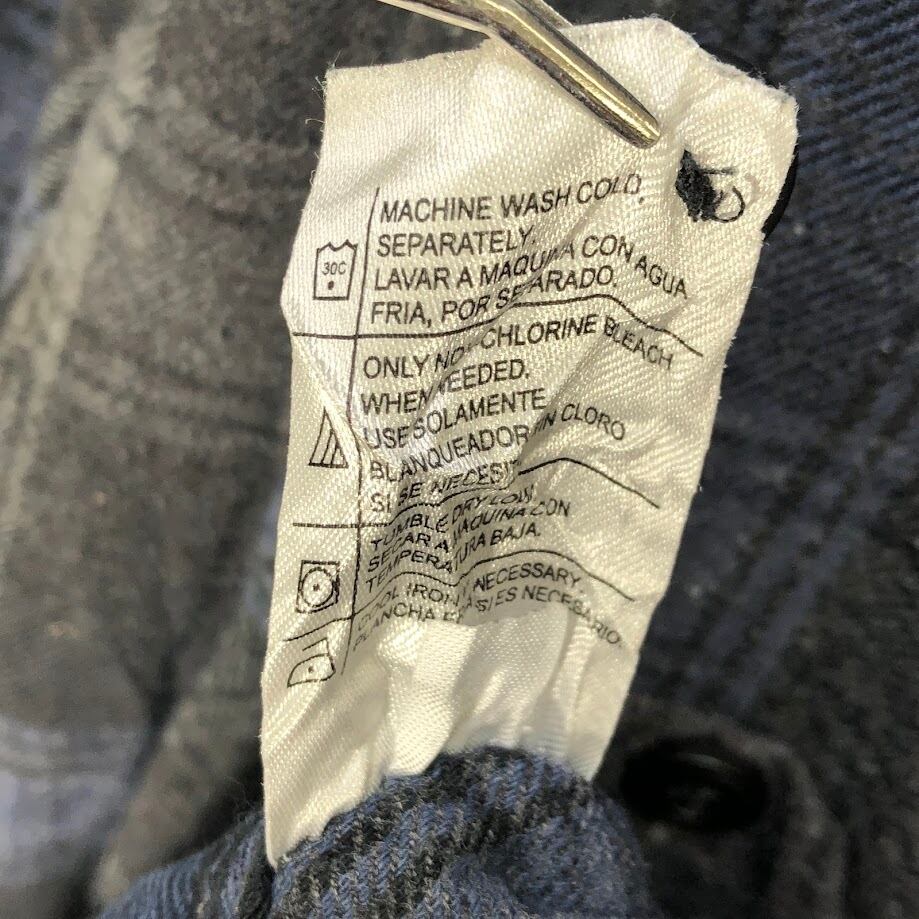 MACHINE WASH COLD,
SEPARATELY.
30C
LAVAR A MAQUINA CON AGUA
FRIA, POR SEPARADO.
ONLY NON-CHLORINE BLEACH
WHEN NEEDED.
USE SOLAMENTE
BLANQUEADOR SIN CLORO
SI SE NECESITA
TUMBLE DRY LOW.
SECAR A MAQUINA CON
TEMPERATURA BAJA.
COOL IRON IF NECESSARY.
PLANCHA SI ES NECESARIO.